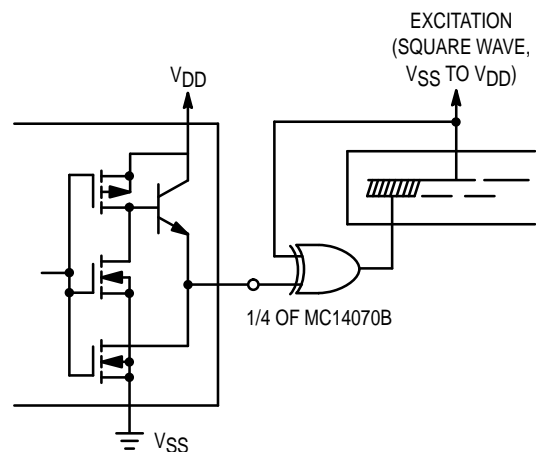 EXCITATION
(SQUARE WAVE,
VSS TO VDD)
VDD
1/4 OF MC14070B
VSS